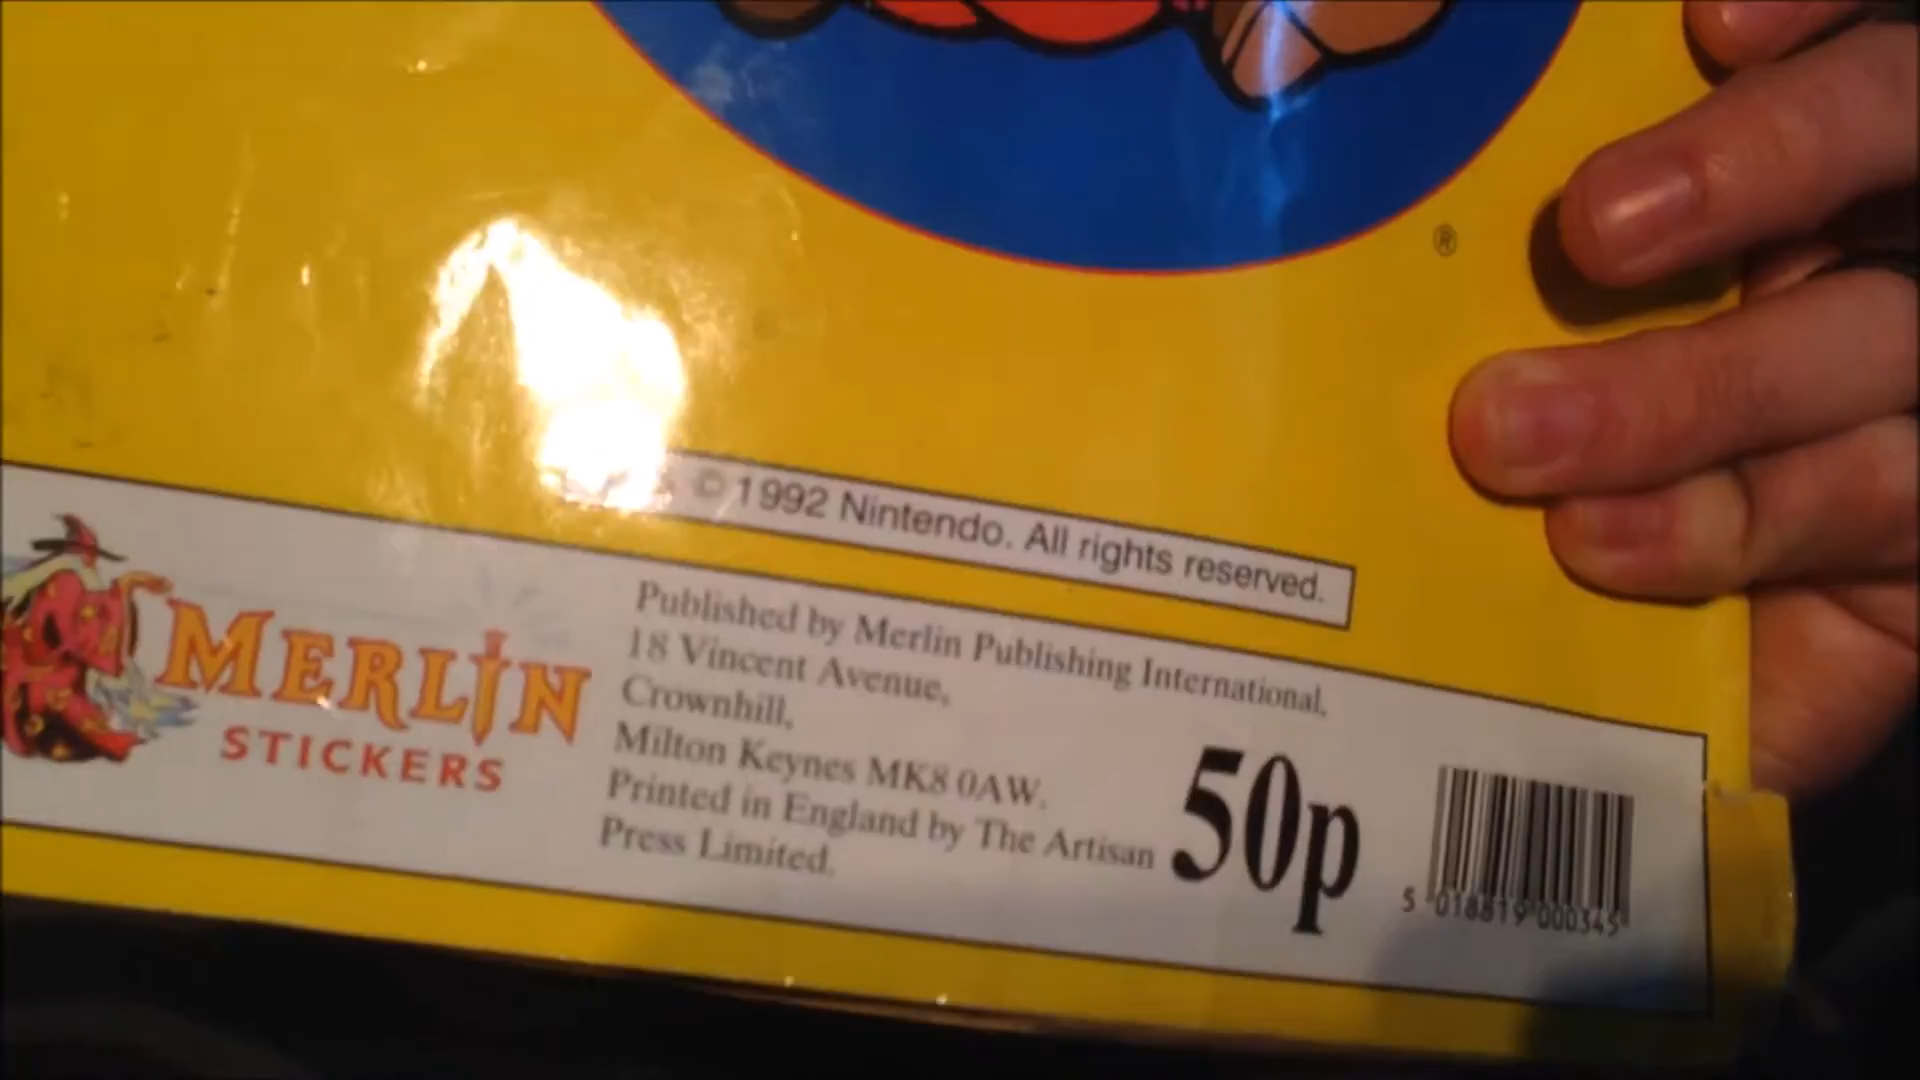 ®
© 1992 Nintendo. All rights reserved.
MERLIN
STICKERS
Published by Merlin Publishing International,
18 Vincent Avenue,
Crownhill,
Milton Keynes MK8 0AW.
Printed in England by The Artisan
Press Limited.
50p
5 018819 000345